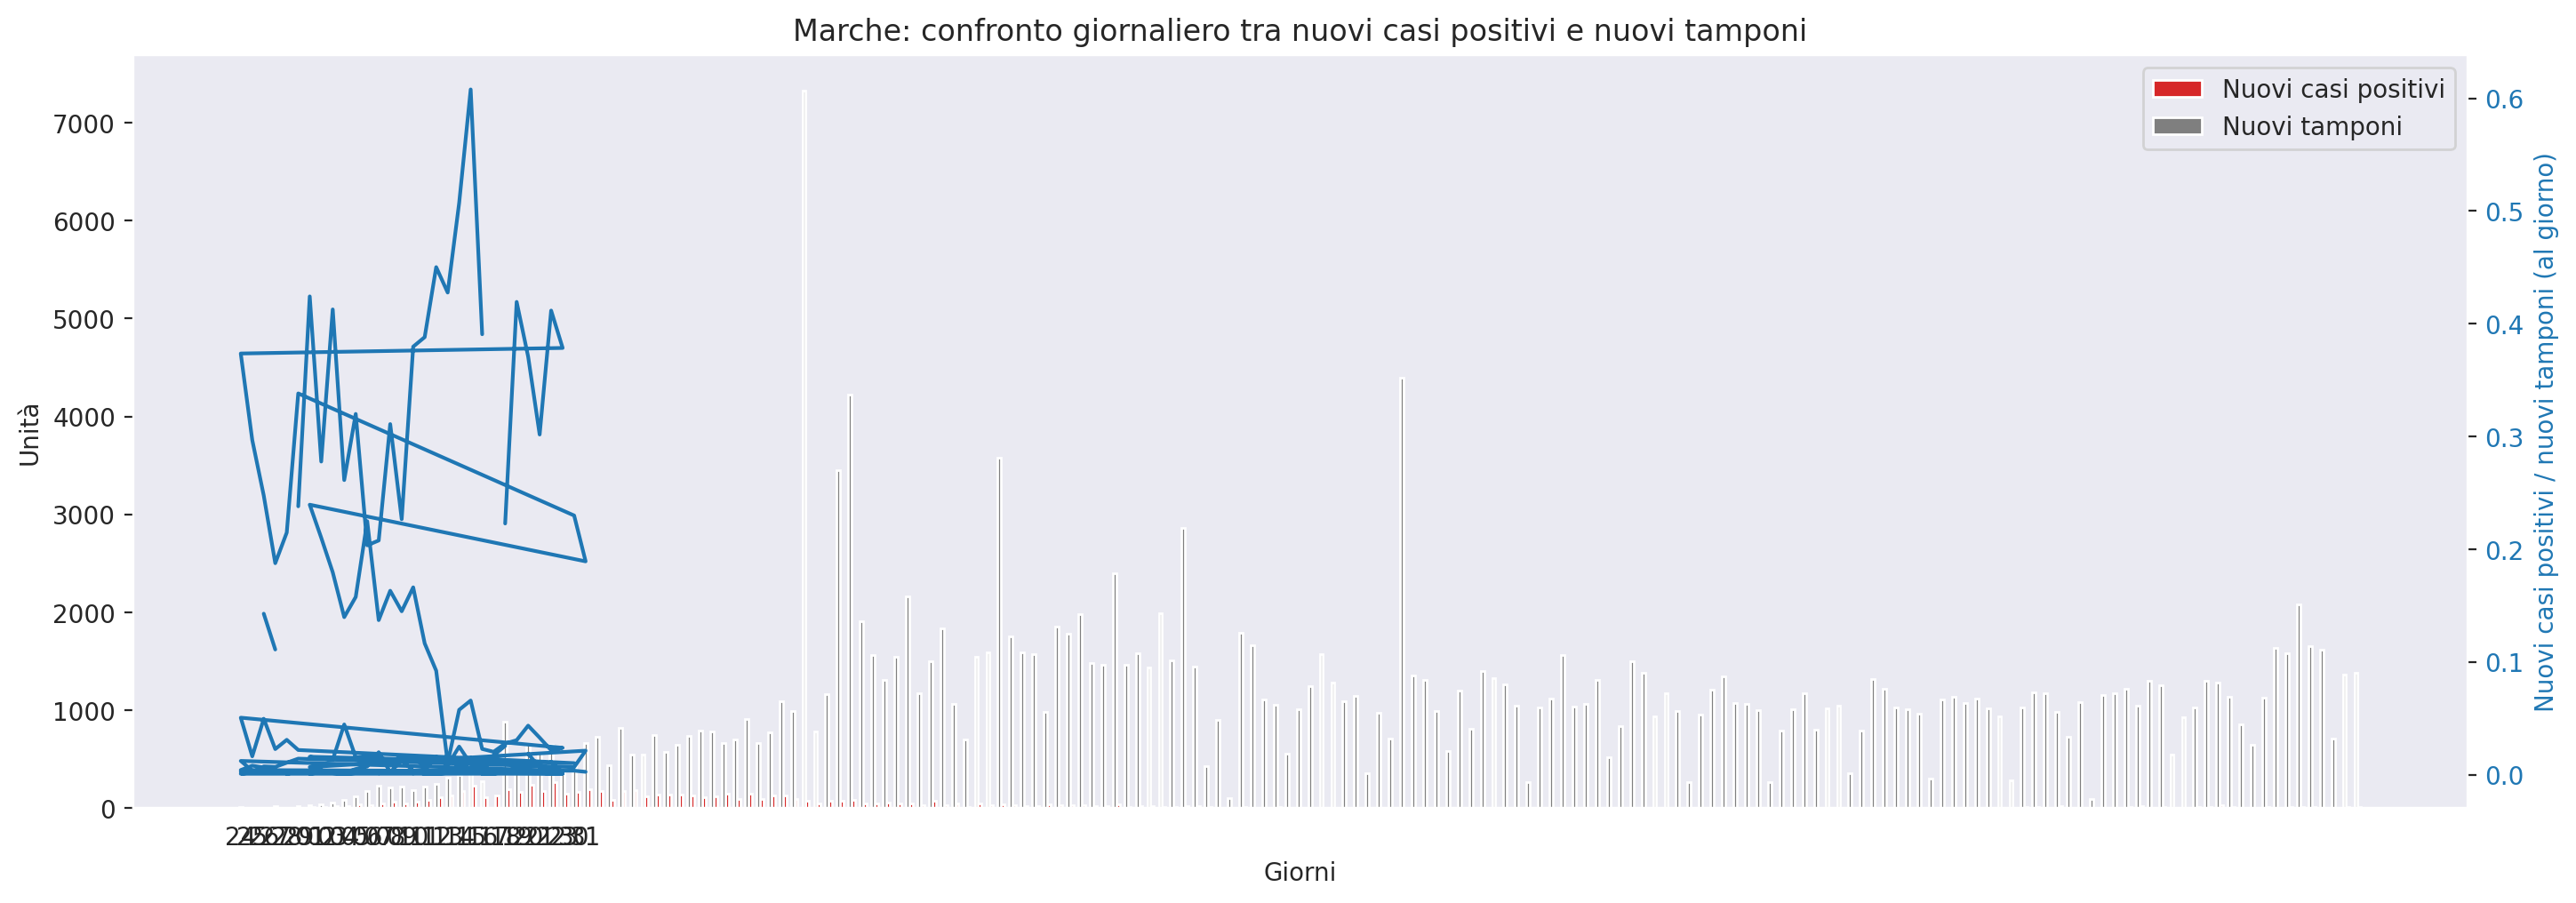 Marche: confronto giornaliero tra nuovi casi positivi e nuovi tamponi
Nuovi casi positivi
Nuovi tamponi
7000
6000
5000
4000
3000
2000
1000
0
Unità
0.6
0.5
0.4
0.3
0.2
0.1
0.0
Nuovi casi positivi / nuovi tamponi (al giorno)
Giorni